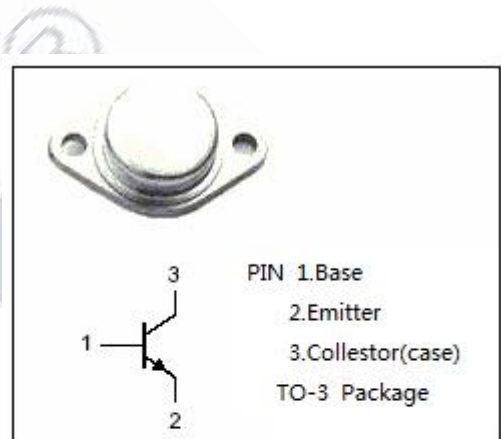 3
PIN 1.Base
2.Emitter
1
3.Collestor(case)
TO-3 Package
2